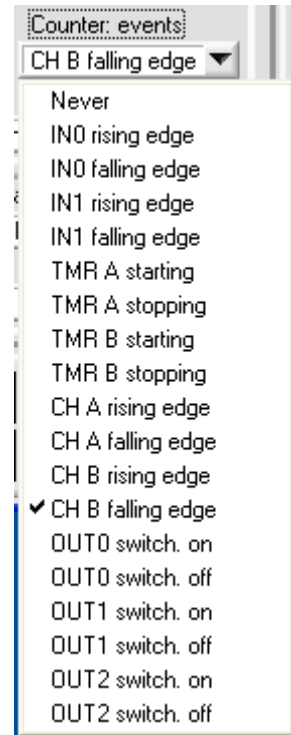 Counter: events
CH B falling edge
Never
IN0 rising edge
IN0 falling edge
IN1 rising edge
IN1 falling edge
TMR A starting
TMR A stopping
TMR B starting
TMR B stopping
CH A rising edge
CH A falling edge
CH B rising edge
CH B falling edge
OUT0 switch. on
OUT0 switch. off
OUT1 switch. on
OUT1 switch. off
OUT2 switch. on
OUT2 switch. off